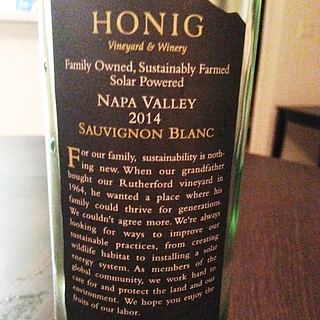 HONIG
Vineyard & Winery
Family Owned, Sustainably Farmed
Solar Powered
NAPA VALLEY
2014
SAUVIGNON BLANC
For our family, sustainability is noth-
ing new. When our grandfather
bought our Rutherford vineyard in
1964, he wanted a place where his
family could thrive for generations.
We couldn't agree more. We're always
looking for ways to improve our
sustainable practices, from creating
wildlife habitat to installing a solar
energy system. As members of the
global community, we work hard to
care for and protect the land and our
environment. We hope you enjoy the
fruits of our labor.